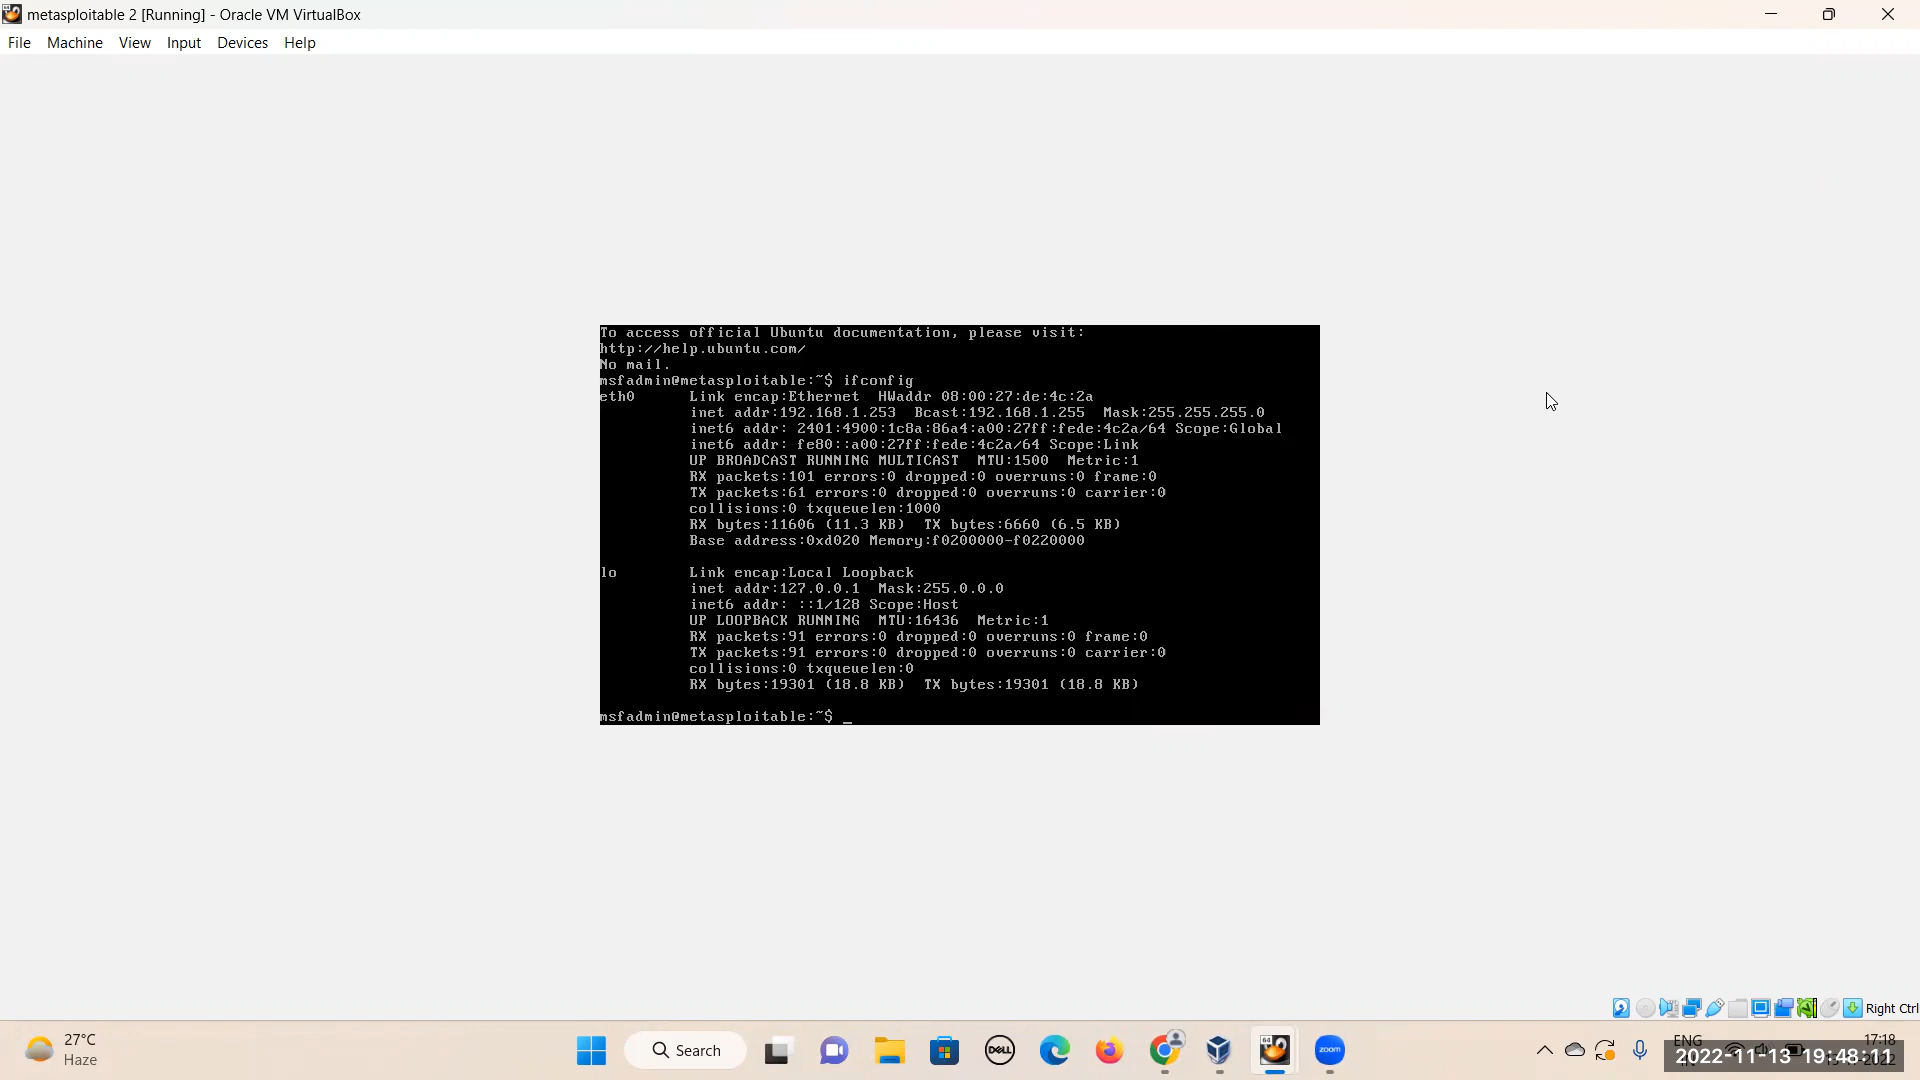 metasploitable 2 [Running] - Oracle VM VirtualBox
File Machine View Input Devices Help
To access official Ubuntu documentation, please visit:
http://help.ubuntu.com/
No mail.
msfadmin@metasploitable:~$ ifconfig
eth0 Link encap:Ethernet HWaddr 08:00:27:de:4c:2a
inet addr:192.168.1.253 Bcast:192.168.1.255 Mask:255.255.255.0
inet6 addr: 2401:4900:1c8a:86a4:a00:27ff:fede:4c2a/64 Scope:Global
inet6 addr: fe80::a00:27ff:fede:4c2a/64 Scope:Link
UP BROADCAST RUNNING MULTICAST MTU:1500 Metric:1
RX packets:101 errors:0 dropped:0 overruns:0 frame:0
TX packets:61 errors:0 dropped:0 overruns:0 carrier:0
collisions:0 txqueuelen:1000
RX bytes:11606 (11.3 KB) TX bytes:6660 (6.5 KB)
Base address:0xd020 Memory:f0200000-f0220000
lo Link encap:Local Loopback
inet addr:127.0.0.1 Mask:255.0.0.0
inet6 addr: ::1/128 Scope:Host
UP LOOPBACK RUNNING MTU:16436 Metric:1
RX packets:91 errors:0 dropped:0 overruns:0 frame:0
TX packets:91 errors:0 dropped:0 overruns:0 carrier:0
collisions:0 txqueuelen:0
RX bytes:19301 (18.8 KB) TX bytes:19301 (18.8 KB)
msfadmin@metasploitable:~$ _
Right Ctrl
27°C
Haze
Search
DELL
64
zoom
ENG
17:18
2022-11-13 19:48:11